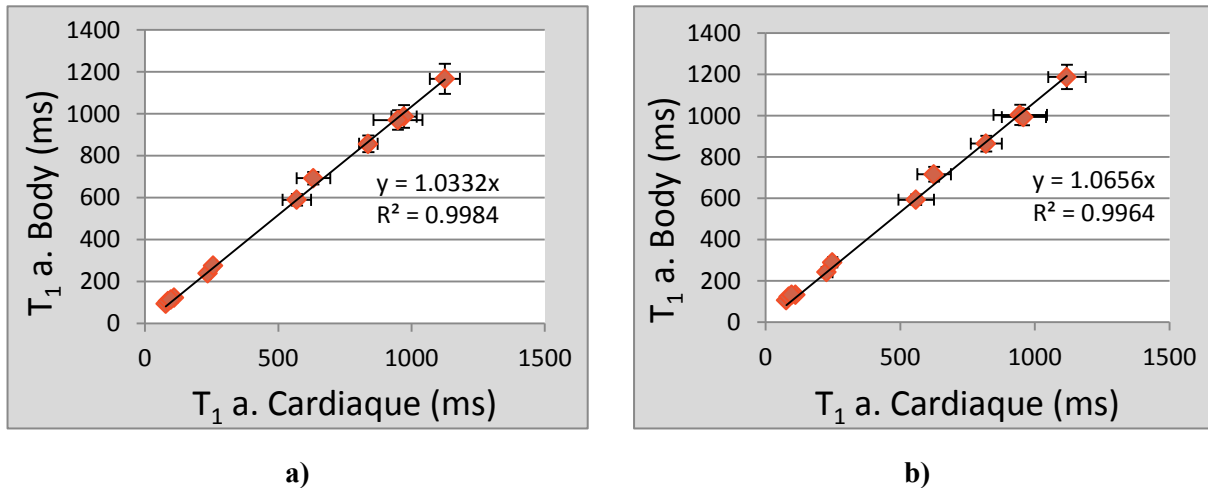 1400
1200
1000
800
600
400
200
0
T₁ a. Body (ms)
y = 1.0332x
R² = 0.9984
0 500 1000 1500
T₁ a. Cardiaque (ms)
a)
1400
1200
1000
800
600
400
200
0
T₁ a. Body (ms)
y = 1.0656x
R² = 0.9964
0 500 1000 1500
T₁ a. Cardiaque (ms)
b)